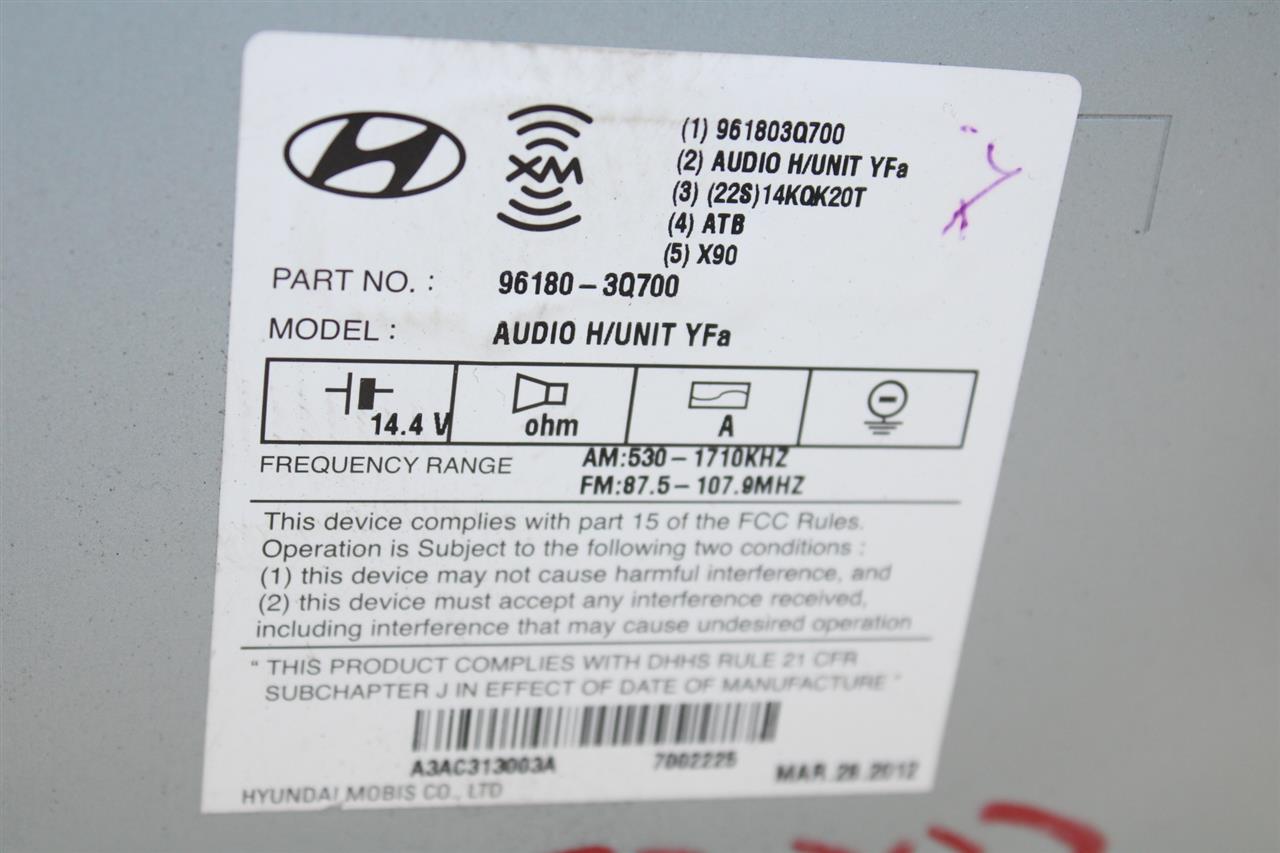 XM
(1) 961803Q700
(2) AUDIO H/UNIT YFa
(3) (22S)14KQK20T
(4) ATB
(5) X90
PART NO. : 96180-3Q700
MODEL : AUDIO H/UNIT YFa
14.4 V ohm A
FREQUENCY RANGE AM:530-1710KHZ
FM:87.5-107.9MHZ
This device complies with part 15 of the FCC Rules.
Operation is Subject to the following two conditions :
(1) this device may not cause harmful interference, and
(2) this device must accept any interference received,
including interference that may cause undesired operation
" THIS PRODUCT COMPLIES WITH DHHS RULE 21 CFR
SUBCHAPTER J IN EFFECT OF DATE OF MANUFACTURE "
A3AC313003A 7002225 MAR.26.2012
HYUNDAI MOBIS CO., LTD